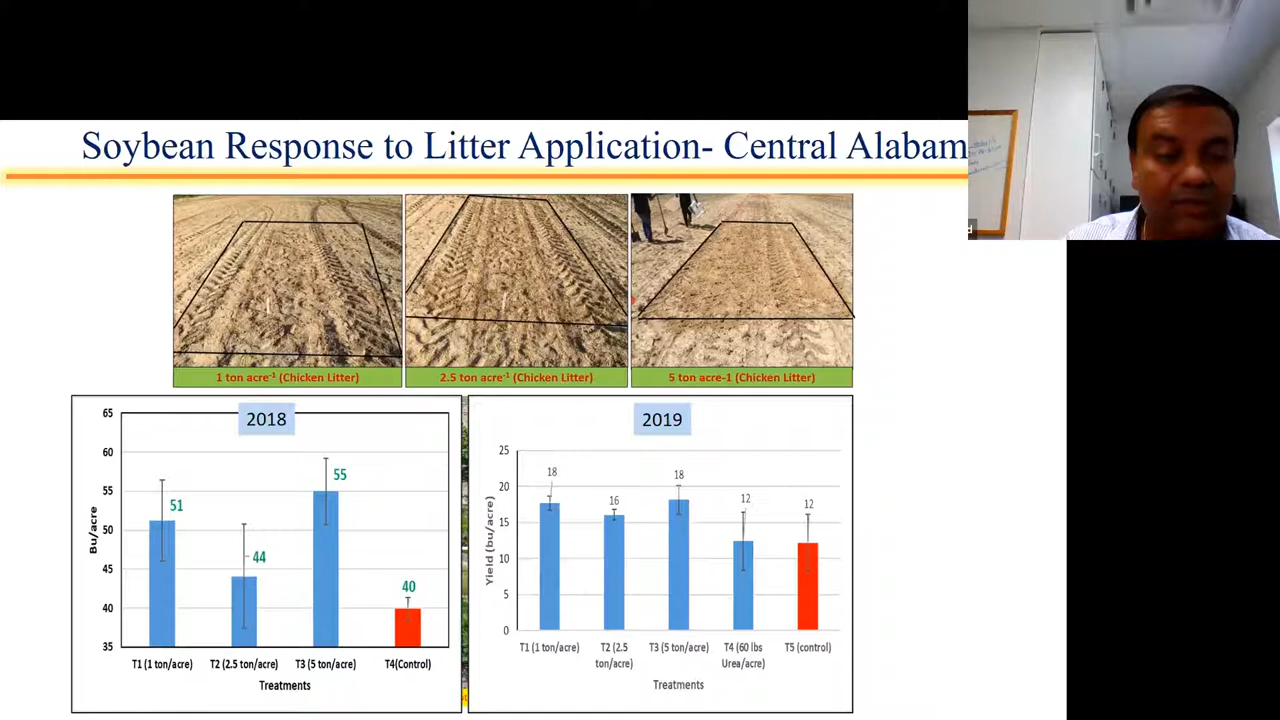 Soybean Response to Litter Application- Central Alabam
1 ton acre⁻¹ (Chicken Litter)
2.5 ton acre⁻¹ (Chicken Litter)
5 ton acre-1 (Chicken Litter)
2018
65
60
55
50
45
40
35
Bu/acre
51
44
55
40
T1 (1 ton/acre)
T2 (2.5 ton/acre)
T3 (5 ton/acre)
T4(Control)
Treatments
2019
25
20
15
10
5
0
Yield (bu/acre)
18
16
18
12
12
T1 (1 ton/acre)
T2 (2.5
ton/acre)
T3 (5 ton/acre)
T4 (60 lbs
Urea/acre)
T5 (control)
Treatments
d